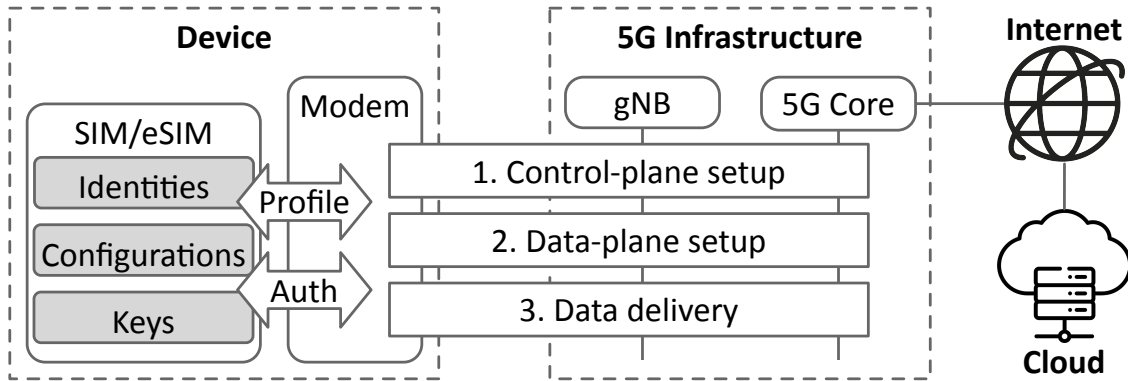 Device
5G Infrastructure
Internet
Modem
gNB
5G Core
SIM/eSIM
Identities
Configurations
Keys
Profile
Auth
1. Control-plane setup
2. Data-plane setup
3. Data delivery
Cloud